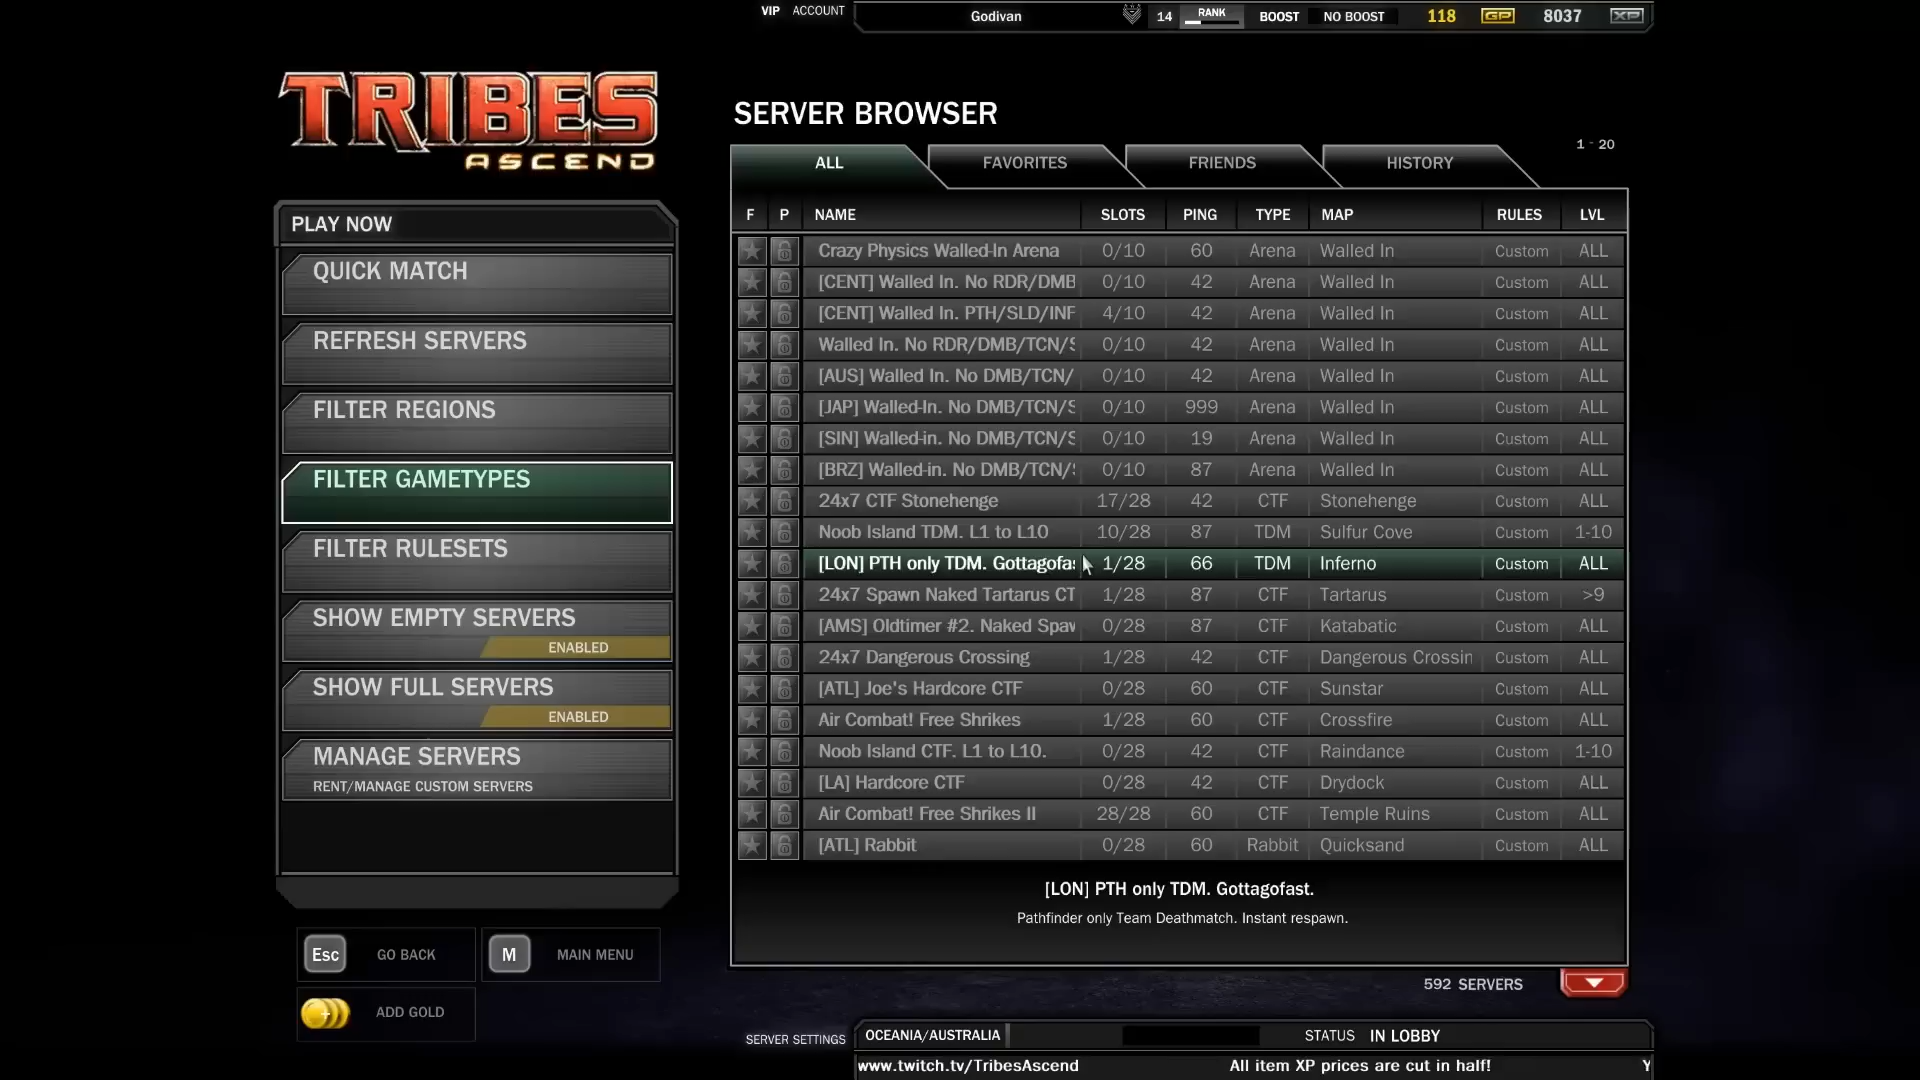 VIP ACCOUNT Godivan 14 RANK BOOST NO BOOST 118 GP 8037 XP
TRIBES
ASCEND
PLAY NOW
QUICK MATCH
REFRESH SERVERS
FILTER REGIONS
FILTER GAMETYPES
FILTER RULESETS
SHOW EMPTY SERVERS
ENABLED
SHOW FULL SERVERS
ENABLED
MANAGE SERVERS
RENT/MANAGE CUSTOM SERVERS
Esc GO BACK M MAIN MENU
ADD GOLD
SERVER BROWSER
1 - 20
ALL FAVORITES FRIENDS HISTORY
F P NAME SLOTS PING TYPE MAP RULES LVL
Crazy Physics Walled-In Arena 0/10 60 Arena Walled In Custom ALL
[CENT] Walled In. No RDR/DMB 0/10 42 Arena Walled In Custom ALL
[CENT] Walled In. PTH/SLD/INF 4/10 42 Arena Walled In Custom ALL
Walled In. No RDR/DMB/TCN/S 0/10 42 Arena Walled In Custom ALL
[AUS] Walled In. No DMB/TCN/ 0/10 42 Arena Walled In Custom ALL
[JAP] Walled-In. No DMB/TCN/S 0/10 999 Arena Walled In Custom ALL
[SIN] Walled-in. No DMB/TCN/S 0/10 19 Arena Walled In Custom ALL
[BRZ] Walled-in. No DMB/TCN/S 0/10 87 Arena Walled In Custom ALL
24x7 CTF Stonehenge 17/28 42 CTF Stonehenge Custom ALL
Noob Island TDM. L1 to L10 10/28 87 TDM Sulfur Cove Custom 1-10
[LON] PTH only TDM. Gottagofas 1/28 66 TDM Inferno Custom ALL
24x7 Spawn Naked Tartarus CT 1/28 87 CTF Tartarus Custom >9
[AMS] Oldtimer #2. Naked Spaw 0/28 87 CTF Katabatic Custom ALL
24x7 Dangerous Crossing 1/28 42 CTF Dangerous Crossin Custom ALL
[ATL] Joe's Hardcore CTF 0/28 60 CTF Sunstar Custom ALL
Air Combat! Free Shrikes 1/28 60 CTF Crossfire Custom ALL
Noob Island CTF. L1 to L10. 0/28 42 CTF Raindance Custom 1-10
[LA] Hardcore CTF 0/28 42 CTF Drydock Custom ALL
Air Combat! Free Shrikes II 28/28 60 CTF Temple Ruins Custom ALL
[ATL] Rabbit 0/28 60 Rabbit Quicksand Custom ALL
[LON] PTH only TDM. Gottagofast.
Pathfinder only Team Deathmatch. Instant respawn.
592 SERVERS
SERVER SETTINGS OCEANIA/AUSTRALIA STATUS IN LOBBY
www.twitch.tv/TribesAscend All item XP prices are cut in half! Y